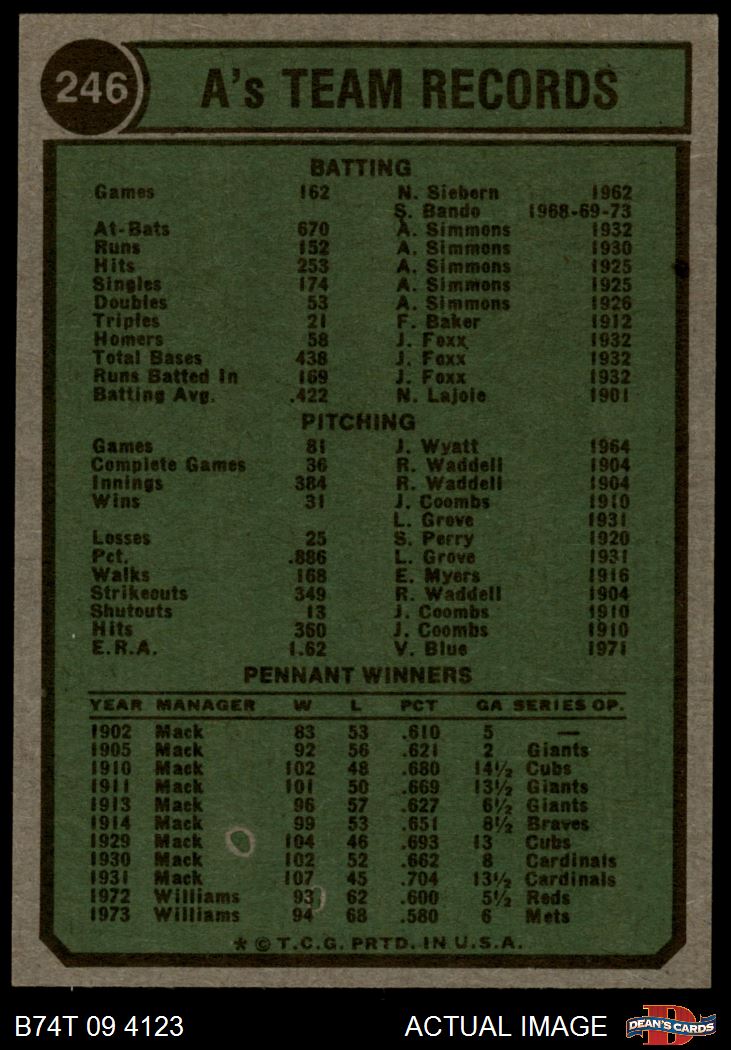 246 A's TEAM RECORDS
BATTING
Games 162 N. Siebern 1962
S. Bando 1968-69-73
At-Bats 670 A. Simmons 1932
Runs 152 A. Simmons 1930
Hits 253 A. Simmons 1925
Singles 174 A. Simmons 1925
Doubles 53 A. Simmons 1926
Triples 21 F. Baker 1912
Homers 58 J. Foxx 1932
Total Bases 438 J. Foxx 1932
Runs Batted In 169 J. Foxx 1932
Batting Avg. .422 N. Lajoie 1901
PITCHING
Games 81 J. Wyatt 1964
Complete Games 36 R. Waddell 1904
Innings 384 R. Waddell 1904
Wins 31 J. Coombs 1910
L. Grove 1931
Losses 25 S. Perry 1920
Pct. .886 L. Grove 1931
Walks 168 E. Myers 1916
Strikeouts 349 R. Waddell 1904
Shutouts 13 J. Coombs 1910
Hits 360 J. Coombs 1910
E.R.A. 1.62 V. Blue 1971
PENNANT WINNERS
YEAR MANAGER W L PCT GA SERIES OP.
1902 Mack 83 53 .610 5 —
1905 Mack 92 56 .621 2 Giants
1910 Mack 102 48 .680 14½ Cubs
1911 Mack 101 50 .669 13½ Giants
1913 Mack 96 57 .627 6½ Giants
1914 Mack 99 53 .651 8½ Braves
1929 Mack 104 46 .693 13 Cubs
1930 Mack 102 52 .662 8 Cardinals
1931 Mack 107 45 .704 13½ Cardinals
1972 Williams 93 62 .600 5½ Reds
1973 Williams 94 68 .580 6 Mets
* © T.C.G. PRTD. IN U.S.A.
B74T 09 4123 ACTUAL IMAGE D DEAN'S CARDS